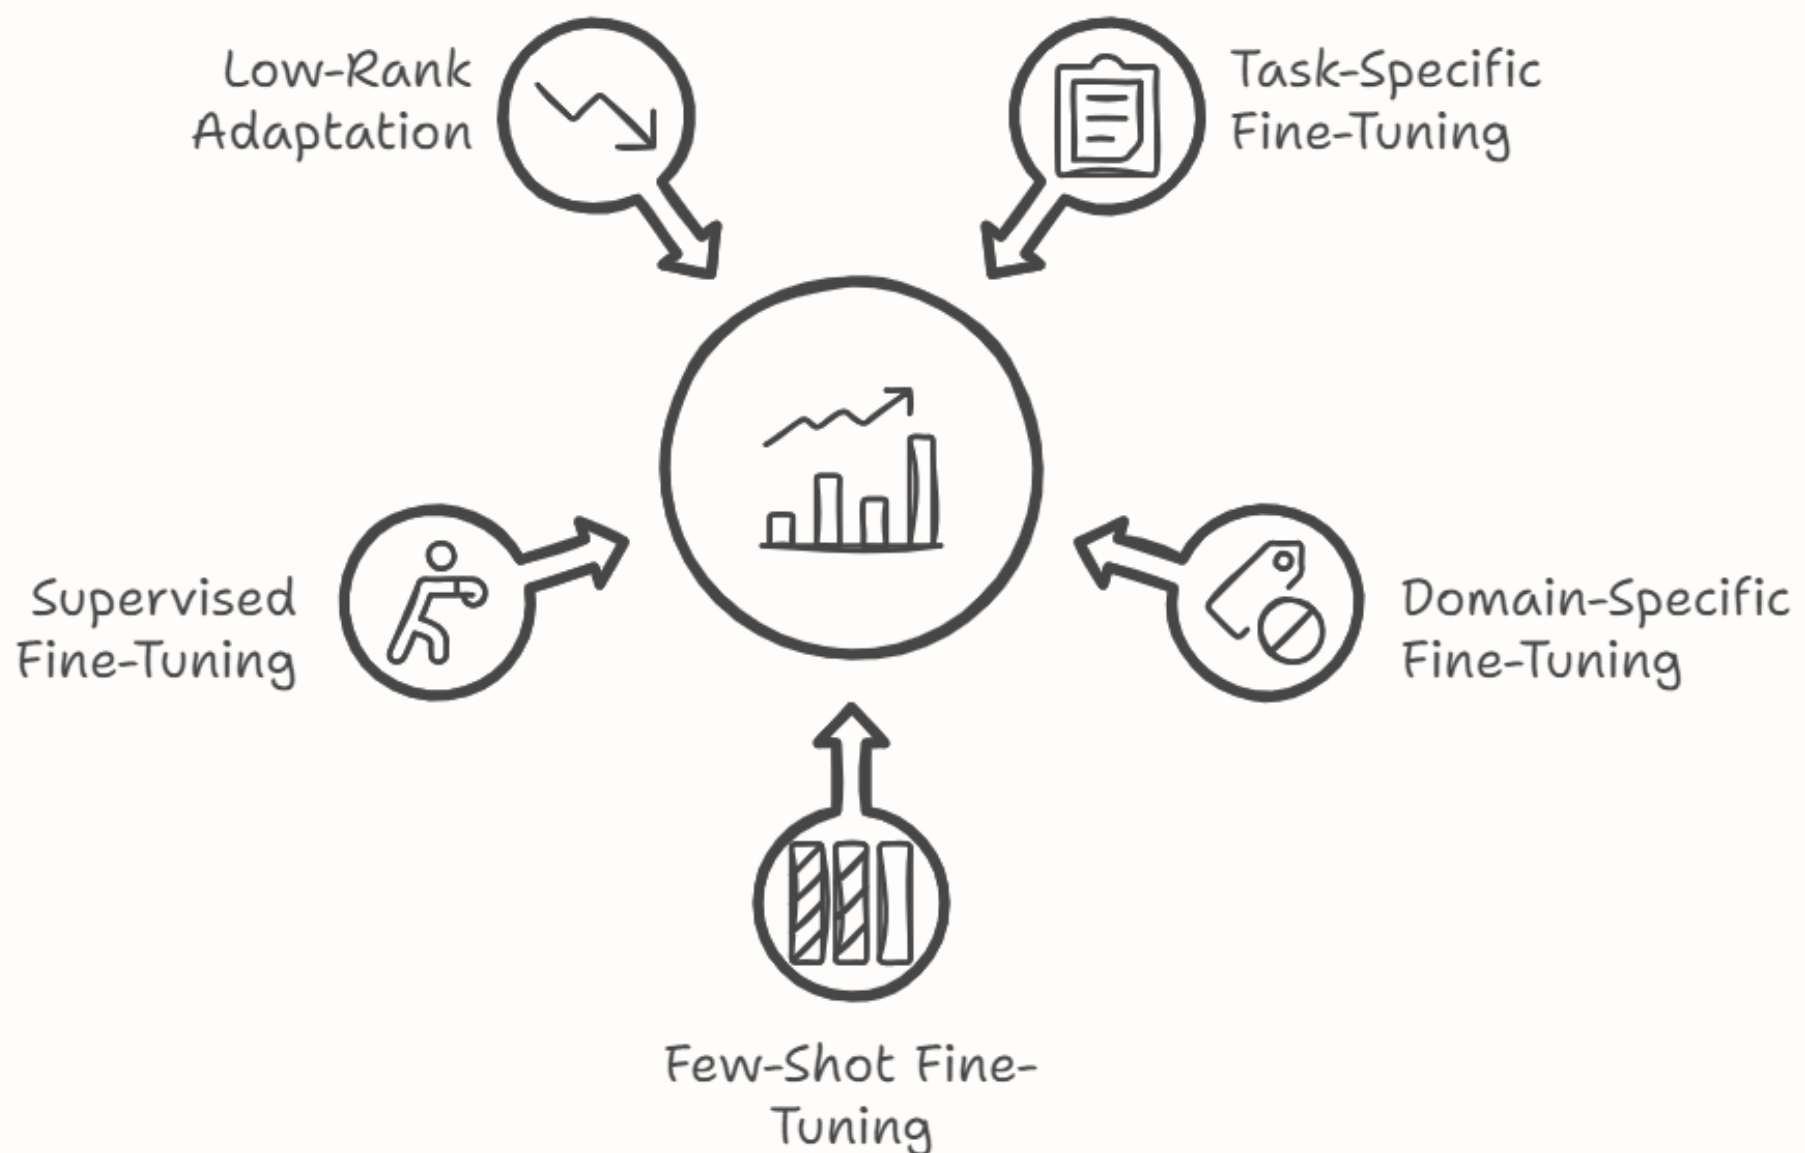 Low-Rank
Adaptation
Task-Specific
Fine-Tuning
Supervised
Fine-Tuning
Domain-Specific
Fine-Tuning
Few-Shot Fine-
Tuning